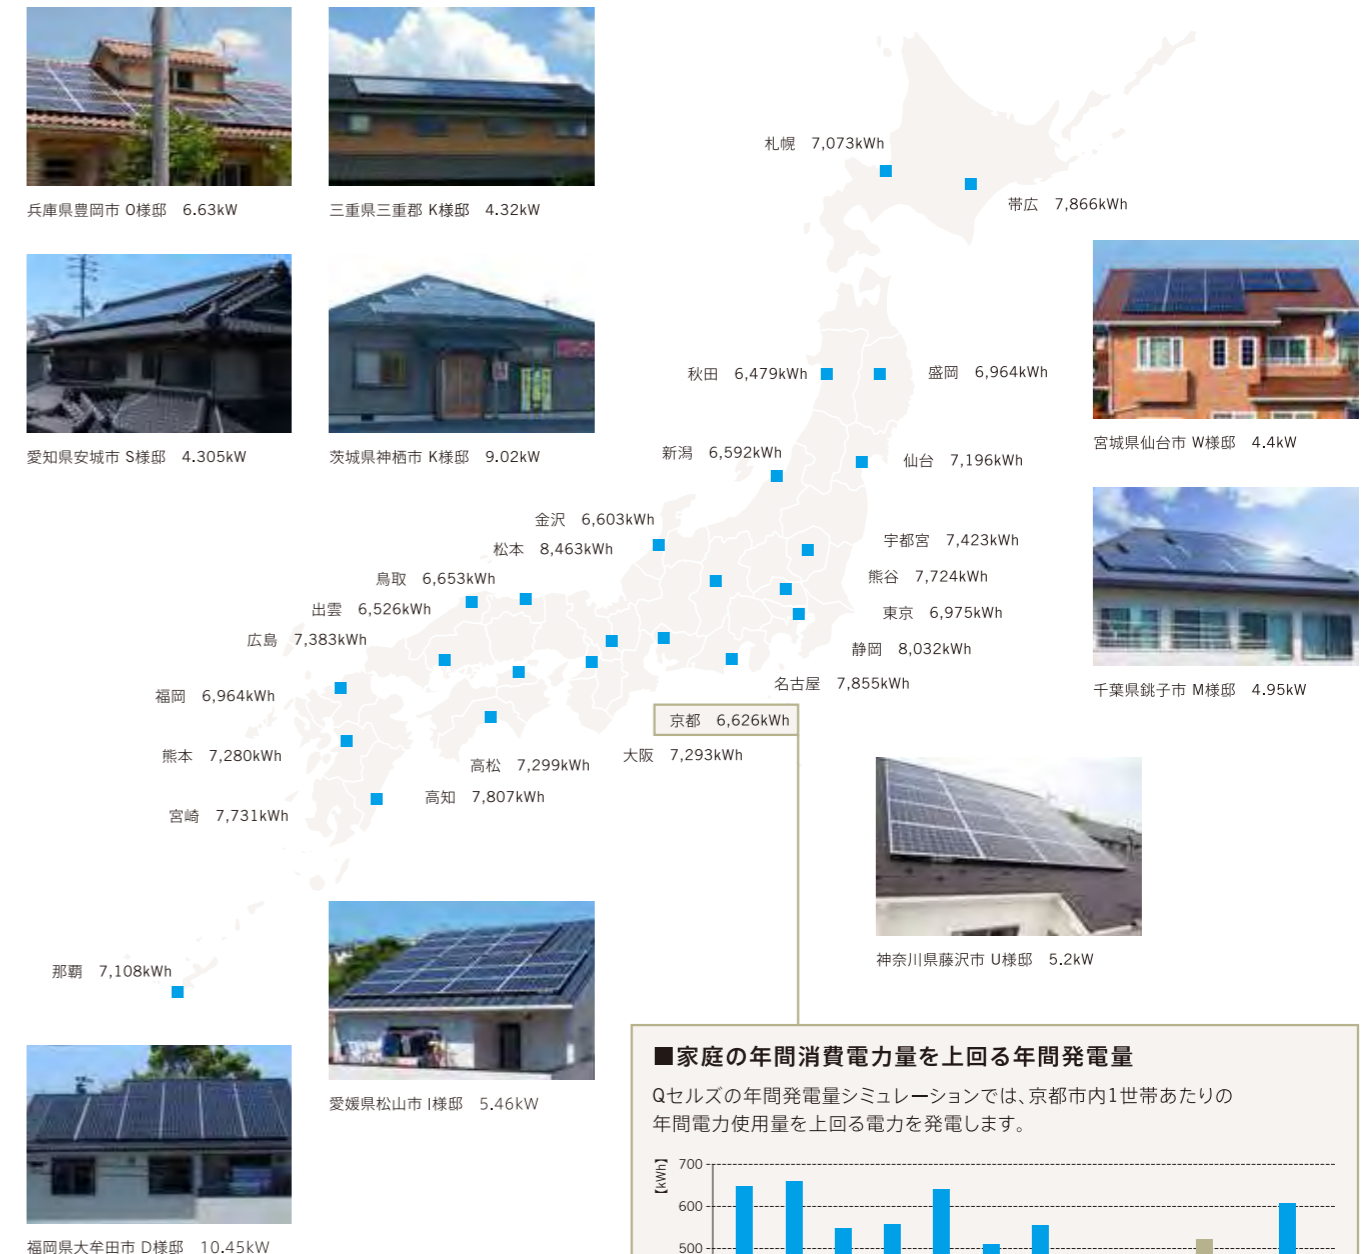 兵庫県豊岡市 O様邸 6.63kW
三重県三重郡 K様邸 4.32kW
愛知県安城市 S様邸 4.305kW
茨城県神栖市 K様邸 9.02kW
札幌 7,073kWh
帯広 7,866kWh
秋田 6,479kWh
盛岡 6,964kWh
新潟 6,592kWh
仙台 7,196kWh
金沢 6,603kWh
松本 8,463kWh
鳥取 6,653kWh
出雲 6,526kWh
広島 7,383kWh
福岡 6,964kWh
熊本 7,280kWh
宮崎 7,731kWh
宇都宮 7,423kWh
熊谷 7,724kWh
東京 6,975kWh
静岡 8,032kWh
名古屋 7,855kWh
京都 6,626kWh
大阪 7,293kWh
高松 7,299kWh
高知 7,807kWh
那覇 7,108kWh
宮城県仙台市 W様邸 4.4kW
千葉県銚子市 M様邸 4.95kW
神奈川県藤沢市 U様邸 5.2kW
愛媛県松山市 I様邸 5.46kW
福岡県大牟田市 D様邸 10.45kW
■家庭の年間消費電力量を上回る年間発電量
Qセルズの年間発電量シミュレーションでは、京都市内1世帯あたりの
年間電力使用量を上回る電力を発電します。
【kWh】
700
600
500